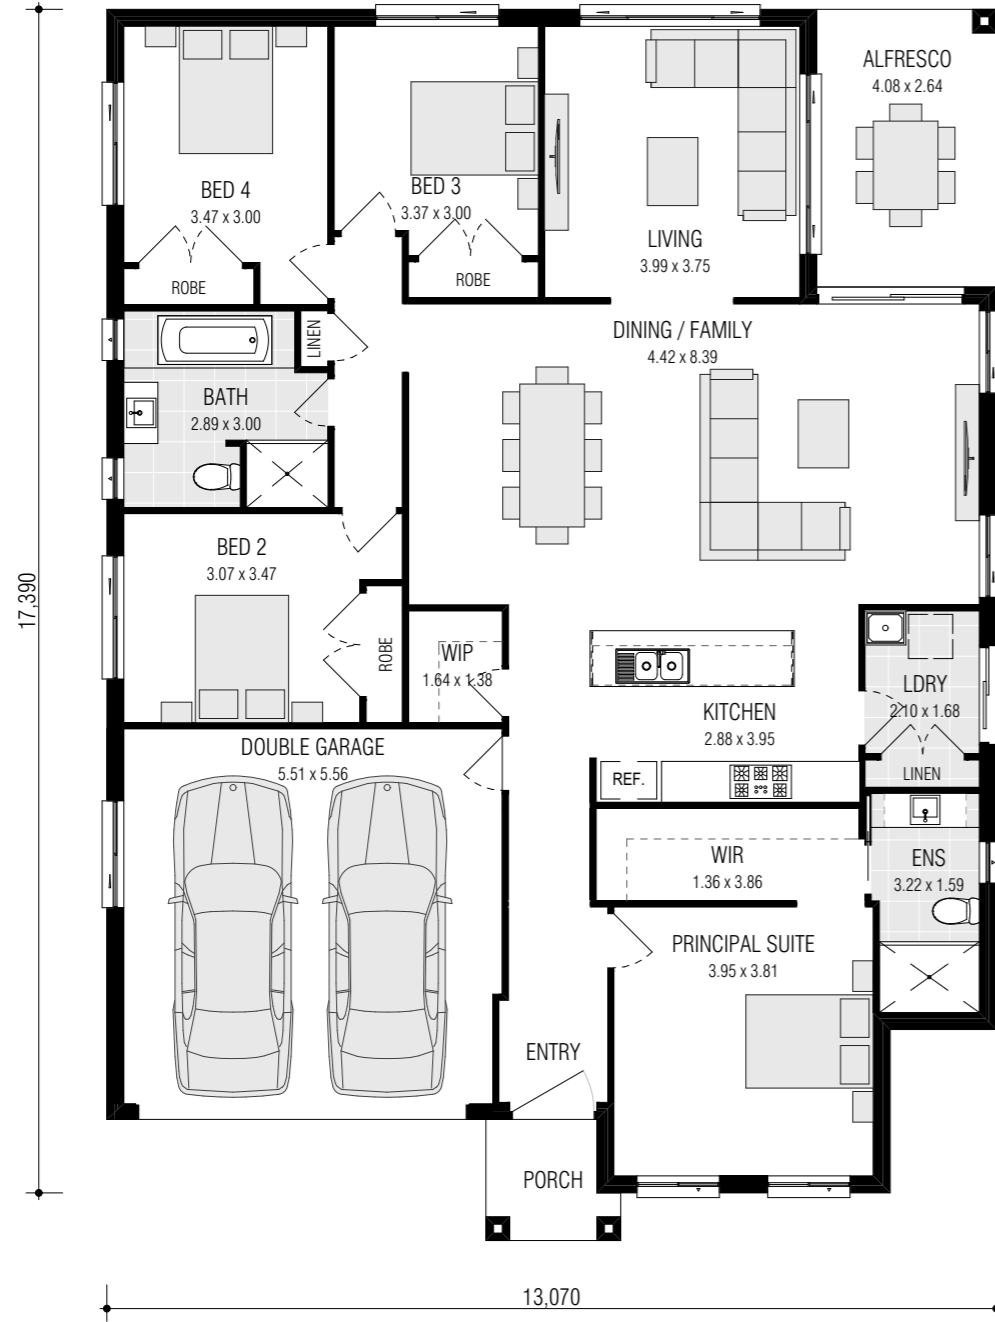 ALFRESCO
4.08 x 2.64
BED 4
3.47 x 3.00
BED 3
3.37 x 3.00
LIVING
3.99 x 3.75
ROBE
ROBE
LINEN
DINING / FAMILY
4.42 x 8.39
BATH
2.89 x 3.00
BED 2
3.07 x 3.47
ROBE
WIP
1.64 x 1.38
17,390
LDRY
2.10 x 1.68
KITCHEN
2.88 x 3.95
DOUBLE GARAGE
5.51 x 5.56
REF.
LINEN
WIR
1.36 x 3.86
ENS
3.22 x 1.59
PRINCIPAL SUITE
3.95 x 3.81
ENTRY
PORCH
13,070